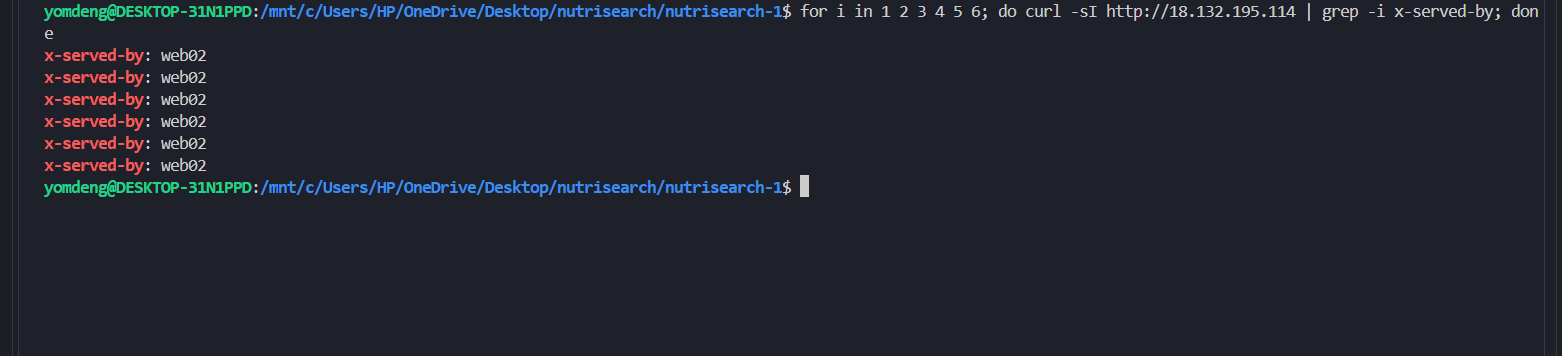 yomdeng@DESKTOP-31N1PPD:/mnt/c/Users/HP/OneDrive/Desktop/nutrisearch/nutrisearch-1$ for i in 1 2 3 4 5 6; do curl -sI http://18.132.195.114 | grep -i x-served-by; don
e
x-served-by: web02
x-served-by: web02
x-served-by: web02
x-served-by: web02
x-served-by: web02
x-served-by: web02
yomdeng@DESKTOP-31N1PPD:/mnt/c/Users/HP/OneDrive/Desktop/nutrisearch/nutrisearch-1$